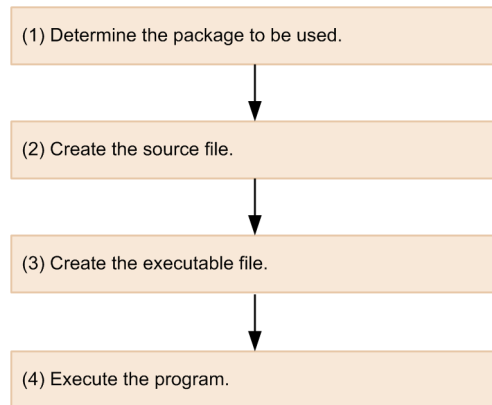 (1) Determine the package to be used.
(2) Create the source file.
(3) Create the executable file.
(4) Execute the program.